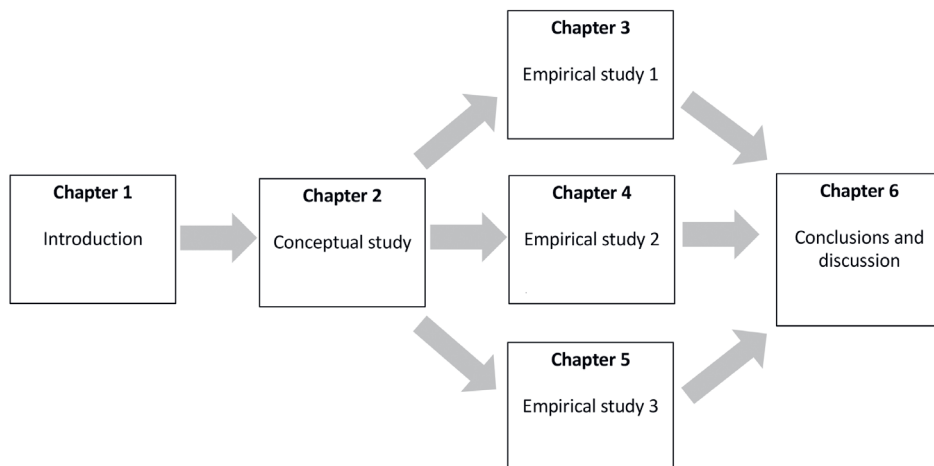 Chapter 1
Introduction
Chapter 2
Conceptual study
Chapter 3
Empirical study 1
Chapter 4
Empirical study 2
Chapter 5
Empirical study 3
Chapter 6
Conclusions and
discussion